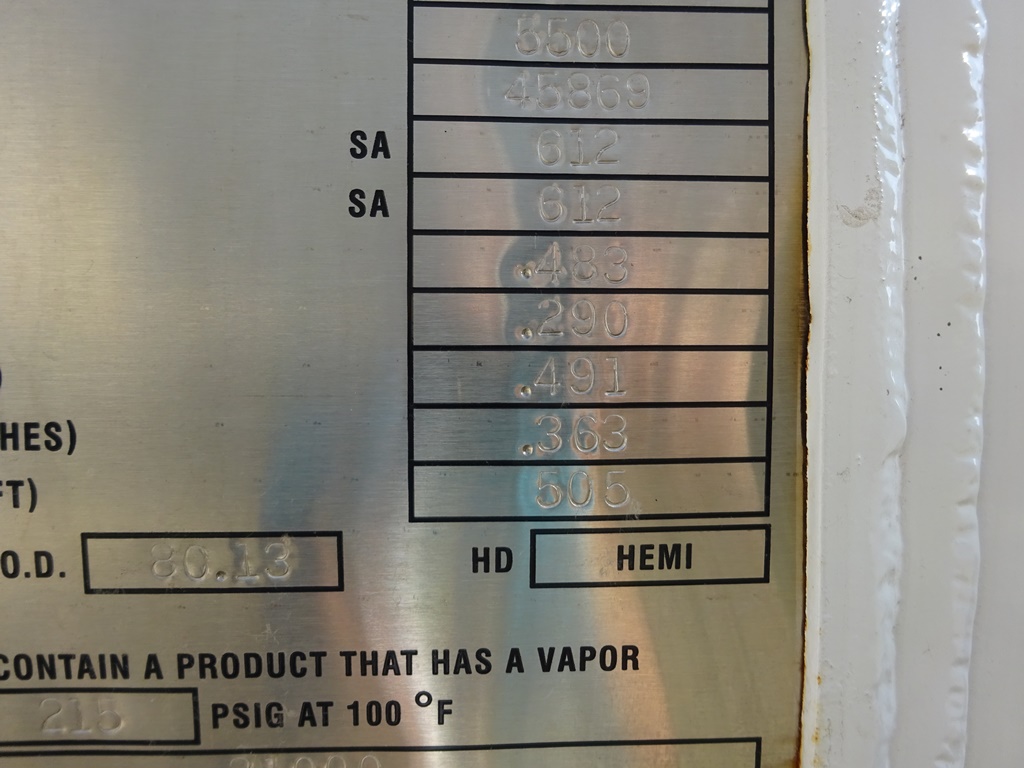 5500
45869
SA 612
SA 612
.483
.290
.491
HES) .363
FT) 505
O.D. 80.13 HD HEMI
CONTAIN A PRODUCT THAT HAS A VAPOR
215 PSIG AT 100 °F